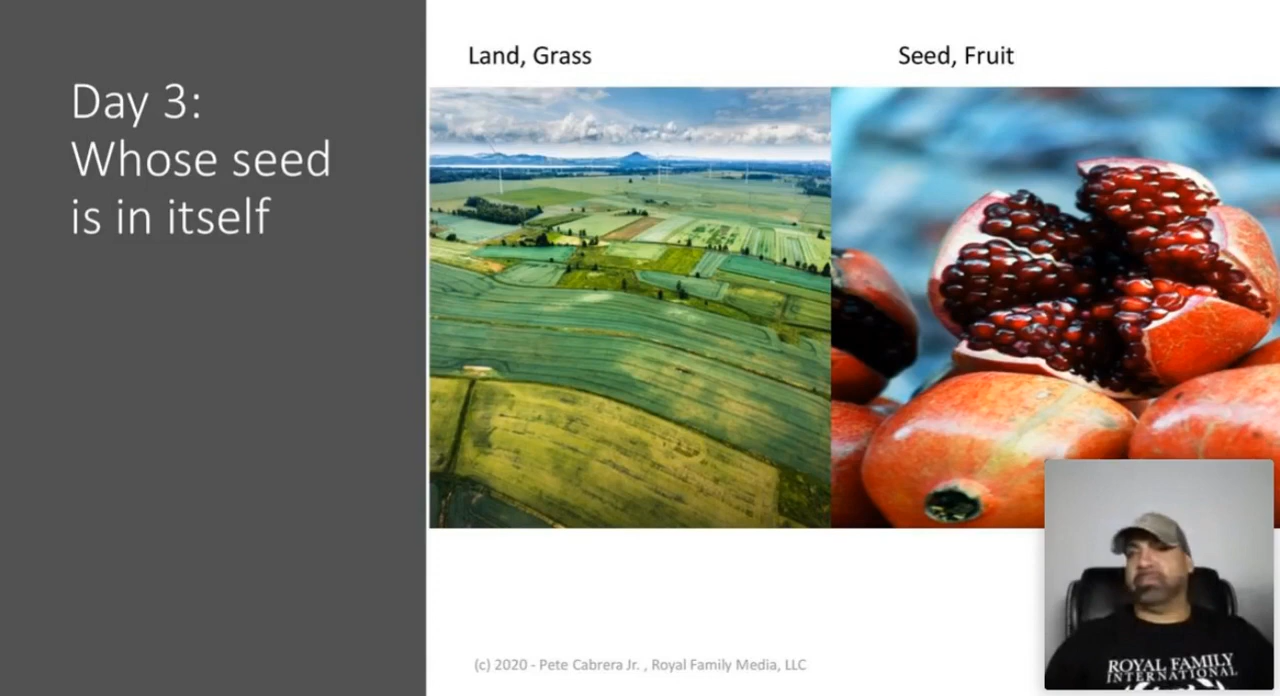 Day 3:
Whose seed
is in itself
Land, Grass
Seed, Fruit
(c) 2020 - Pete Cabrera Jr. , Royal Family Media, LLC
ROYAL FAMILY
INTERNATIONAL